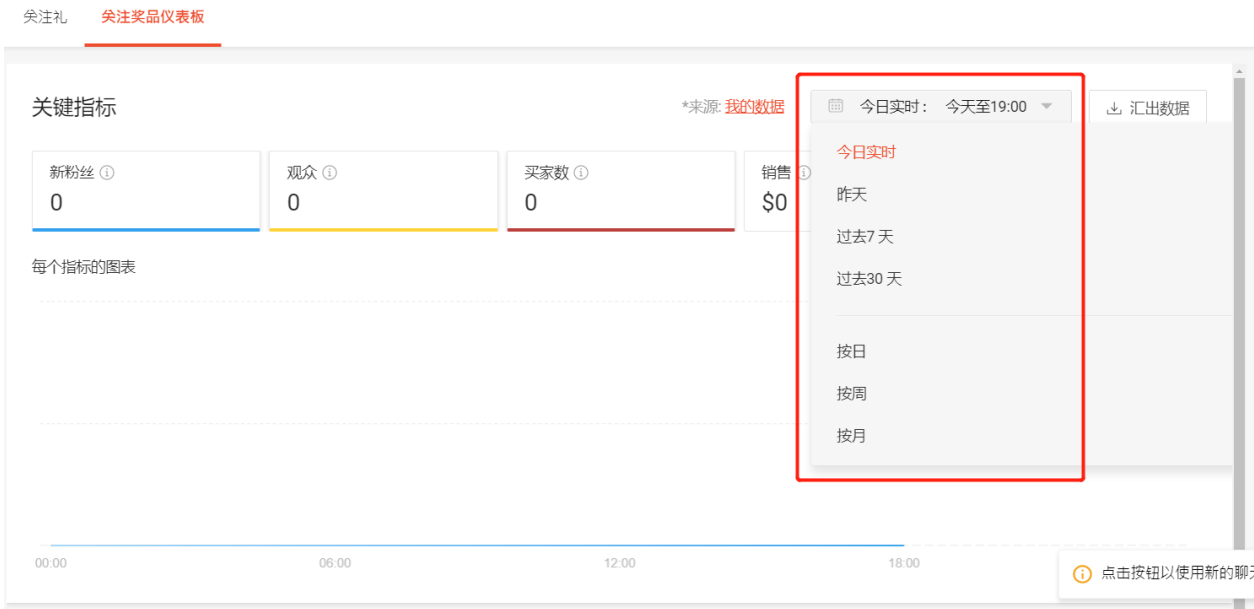 关注礼 关注奖品仪表板
关键指标 *来源: 我的数据 今日实时： 今天至19:00 汇出数据
新粉丝 观众 买家数 销售
0 0 0 $0
今日实时
昨天
过去7 天
过去30 天
按日
按周
按月
每个指标的图表
00:00 06:00 12:00 18:00
点击按钮以使用新的聊